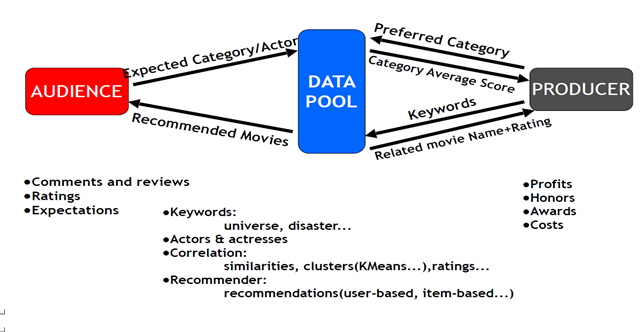 Expected Category/Actor
Preferred Category
Category Average Score
AUDIENCE
DATA
POOL
PRODUCER
Recommended Movies
Keywords
Related movie Name+Rating
●Comments and reviews
●Ratings
●Expectations
●Keywords:
universe, disaster...
●Actors & actresses
●Correlation:
similarities, clusters(KMeans...),ratings...
●Recommender:
recommendations(user-based, item-based...)
●Profits
●Honors
●Awards
●Costs